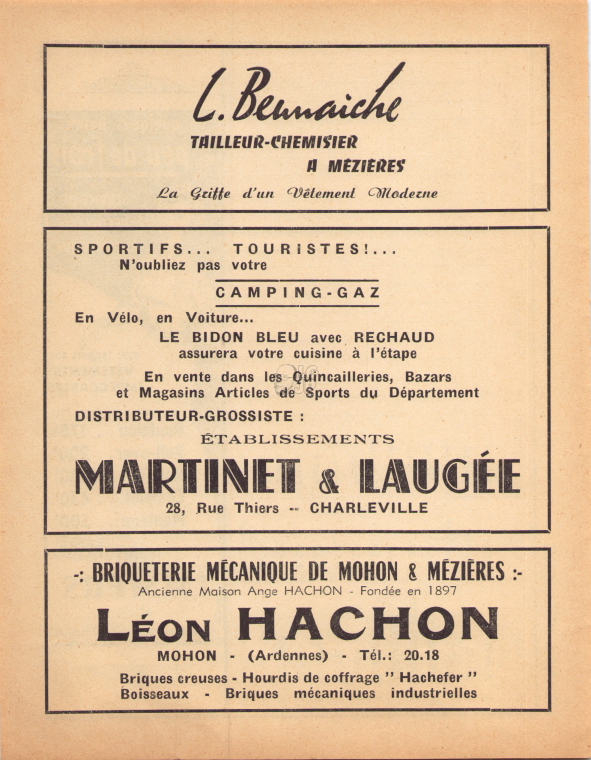 L. Bennaiche
TAILLEUR-CHEMISIER
A MÉZIÈRES
La Griffe d'un Vêtement Moderne
SPORTIFS... TOURISTES!...
N'oubliez pas votre
CAMPING-GAZ
En Vélo, en Voiture...
LE BIDON BLEU avec RECHAUD
assurera votre cuisine à l'étape
En vente dans les Quincailleries, Bazars
et Magasins Articles de Sports du Département
DISTRIBUTEUR-GROSSISTE :
ÉTABLISSEMENTS
MARTINET & LAUGÉE
28, Rue Thiers -- CHARLEVILLE
-: BRIQUETERIE MÉCANIQUE DE MOHON & MÉZIÈRES :-
Ancienne Maison Ange HACHON - Fondée en 1897
LÉON HACHON
MOHON - (Ardennes) - Tél.: 20.18
Briques creuses - Hourdis de coffrage " Hachefer "
Boisseaux - Briques mécaniques industrielles